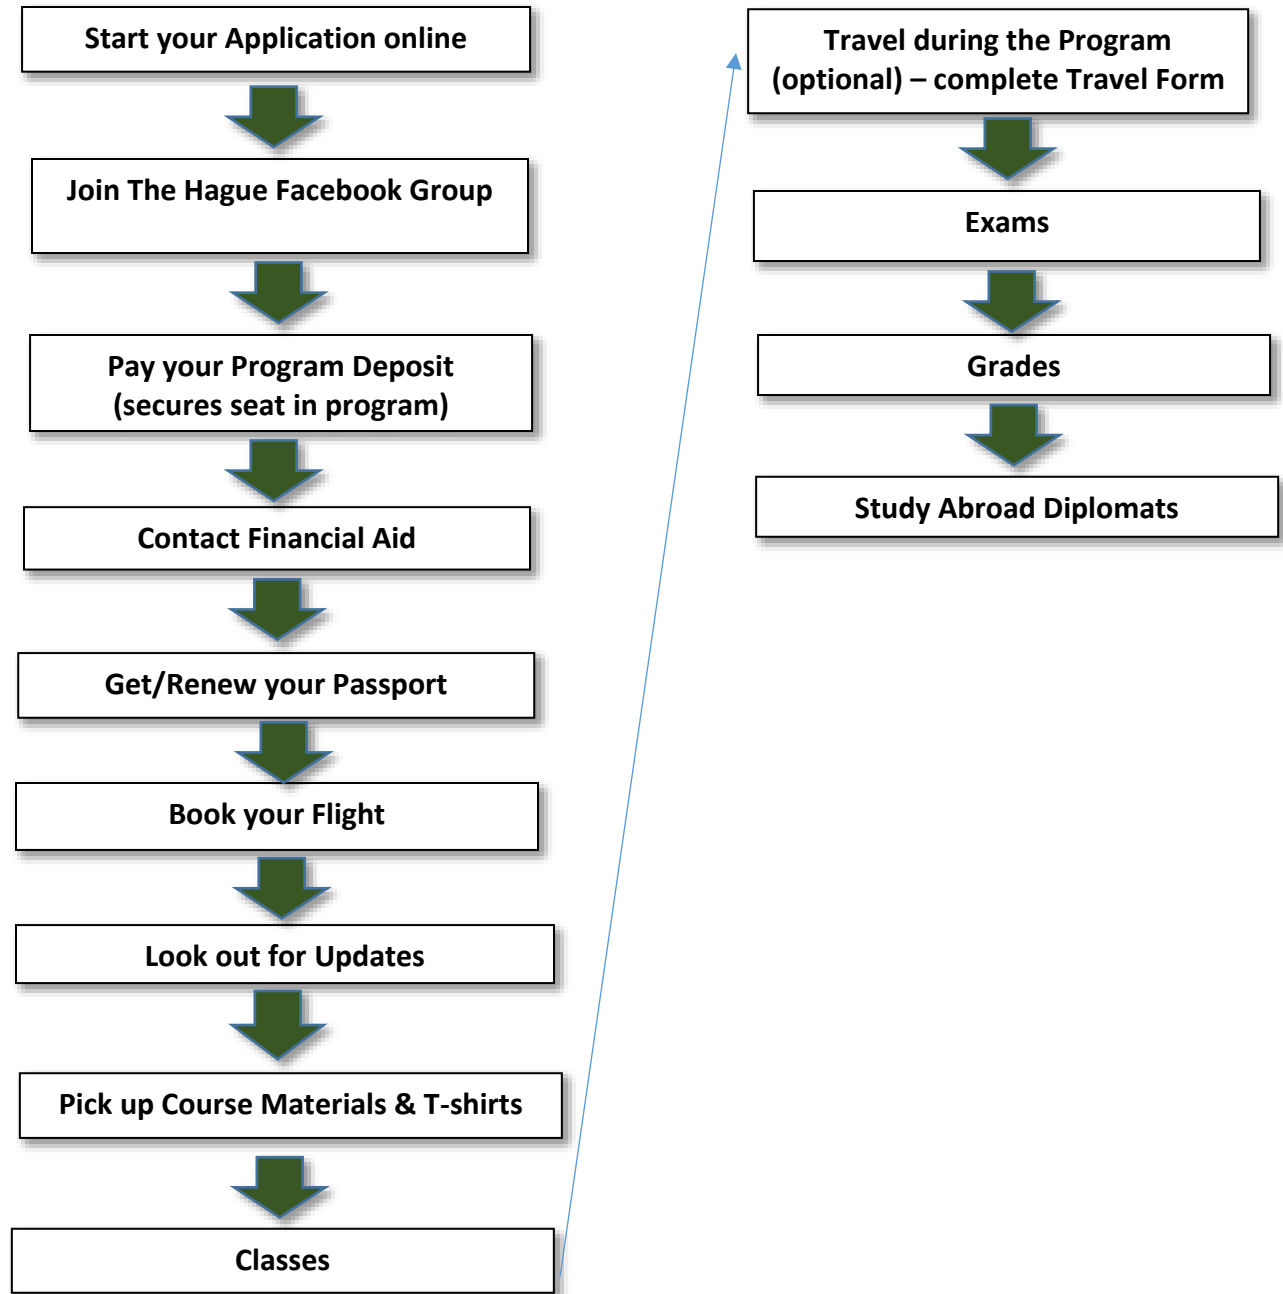 Start your Application online
Join The Hague Facebook Group
Pay your Program Deposit
(secures seat in program)
Contact Financial Aid
Get/Renew your Passport
Book your Flight
Look out for Updates
Pick up Course Materials & T-shirts
Classes
Travel during the Program
(optional) – complete Travel Form
Exams
Grades
Study Abroad Diplomats